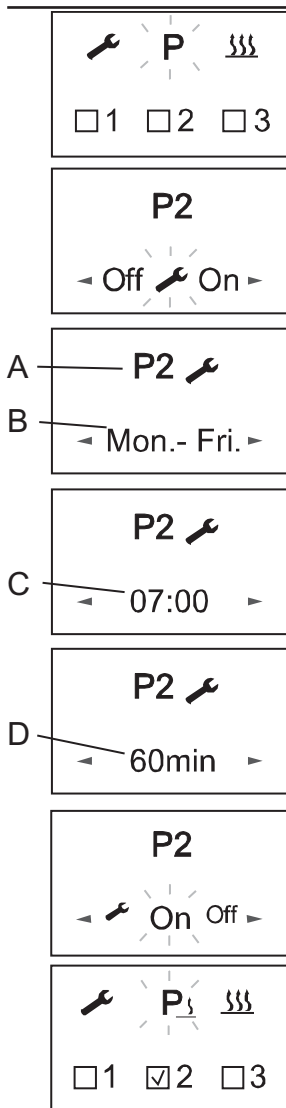 P
☐1 ☐2 ☐3
P2
Off On
A
P2
B
Mon.- Fri.
P2
C
07:00
P2
D
60min
P2
On Off
P
☐1 ☑2 ☐3